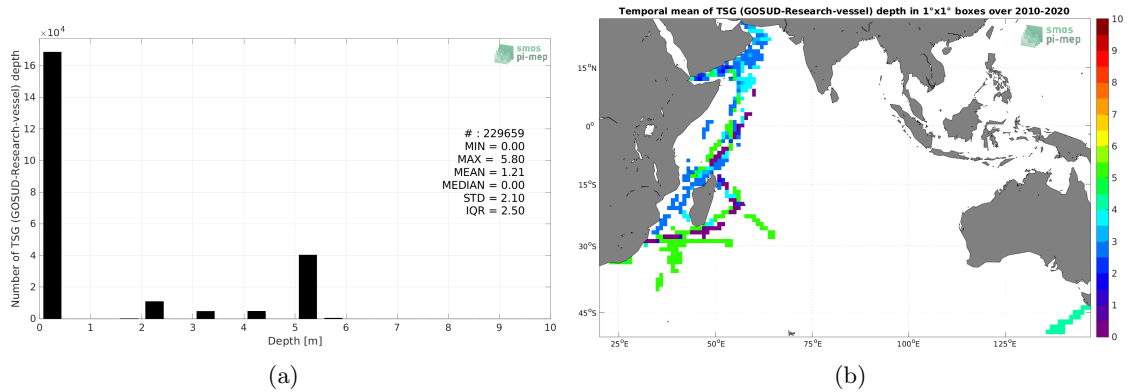 ×10⁴
16
14
12
10
8
6
4
2
0
Number of TSG (GOSUD-Research-vessel) depth
smos
pi-mep
# : 229659
MIN = 0.00
MAX = 5.80
MEAN = 1.21
MEDIAN = 0.00
STD = 2.10
IQR = 2.50
0 1 2 3 4 5 6 7 8 9 10
Depth [m]
(a)
Temporal mean of TSG (GOSUD-Research-vessel) depth in 1°x1° boxes over 2010-2020
smos
pi-mep
15°N
0°
15°S
30°S
45°S
25°E 50°E 75°E 100°E 125°E
10
9
8
7
6
5
4
3
2
1
0
(b)